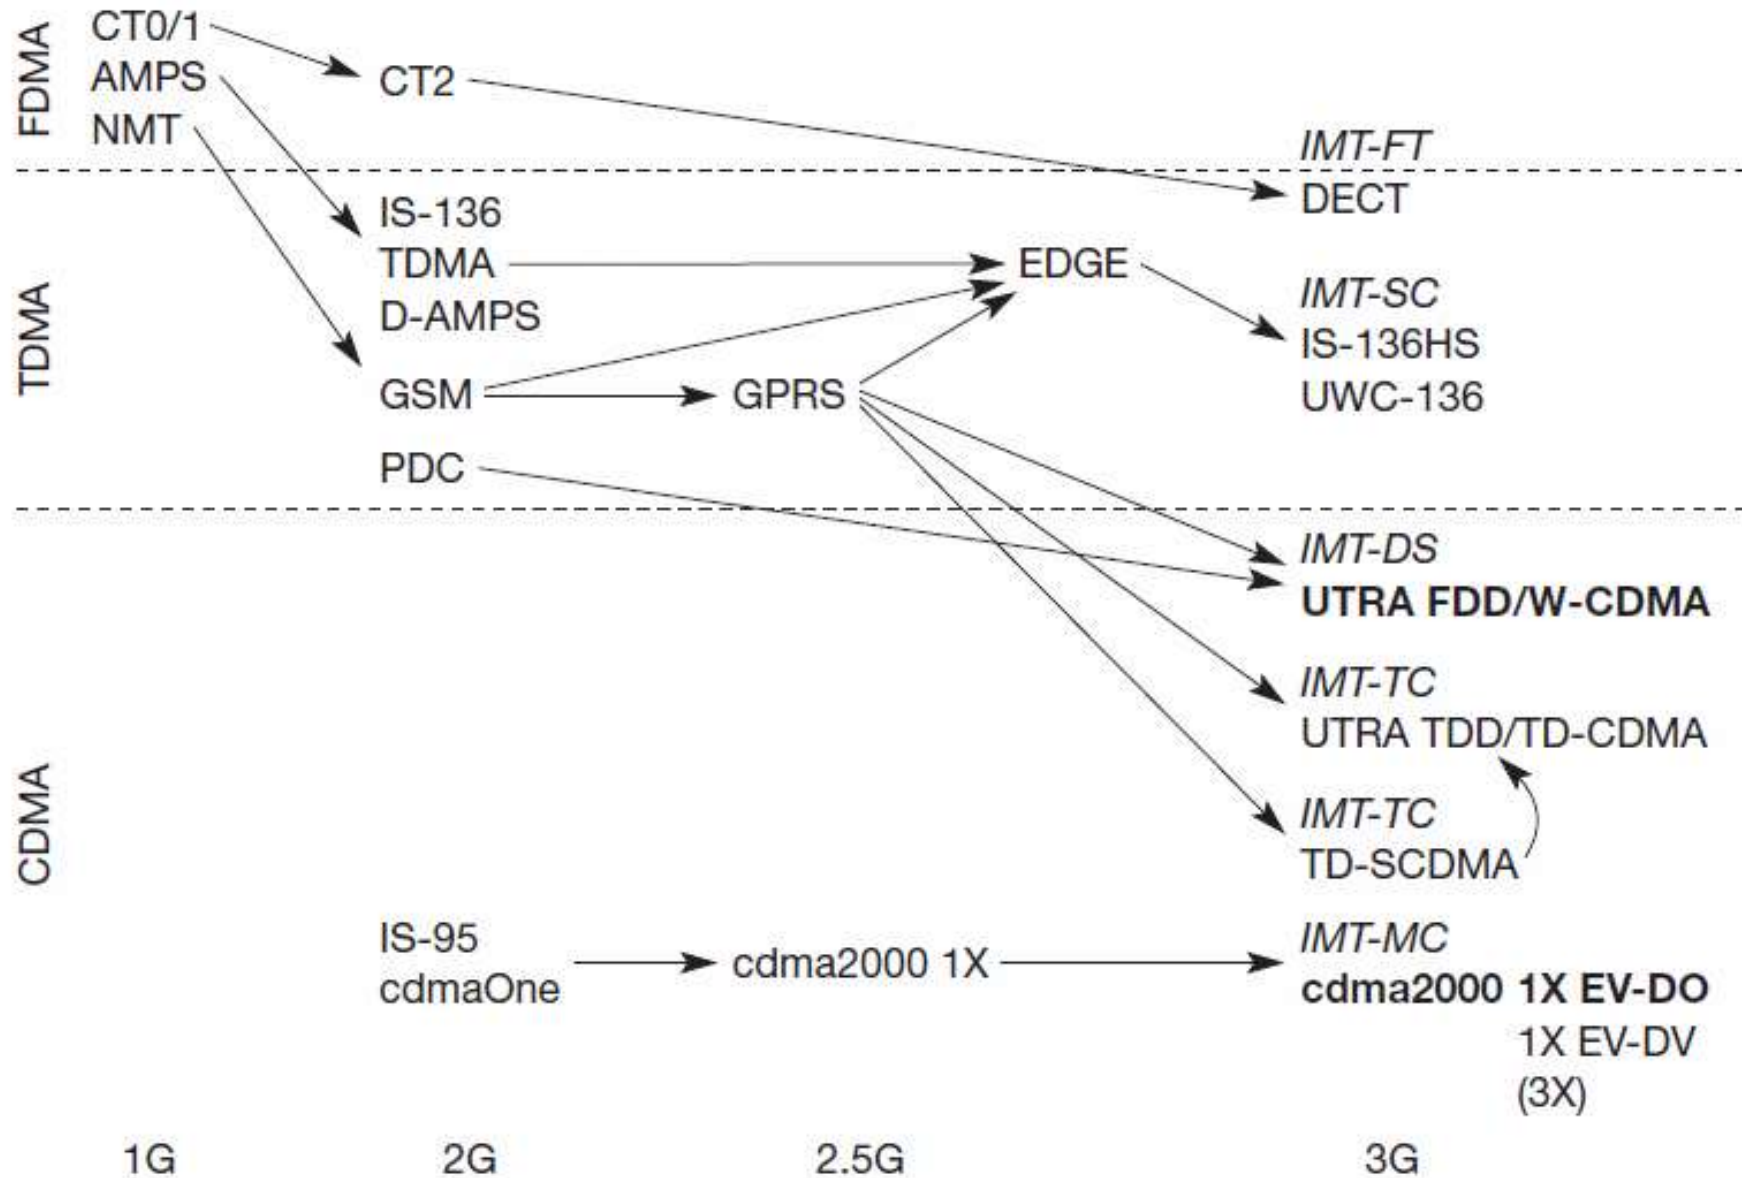 FDMA
CT0/1
AMPS
NMT
CT2
IMT-FT
DECT
TDMA
IS-136
TDMA
D-AMPS
GSM
PDC
GPRS
EDGE
IMT-SC
IS-136HS
UWC-136
CDMA
IMT-DS
UTRA FDD/W-CDMA
IMT-TC
UTRA TDD/TD-CDMA
IMT-TC
TD-SCDMA
IS-95
cdmaOne
cdma2000 1X
IMT-MC
cdma2000 1X EV-DO
1X EV-DV
(3X)
1G 2G 2.5G 3G